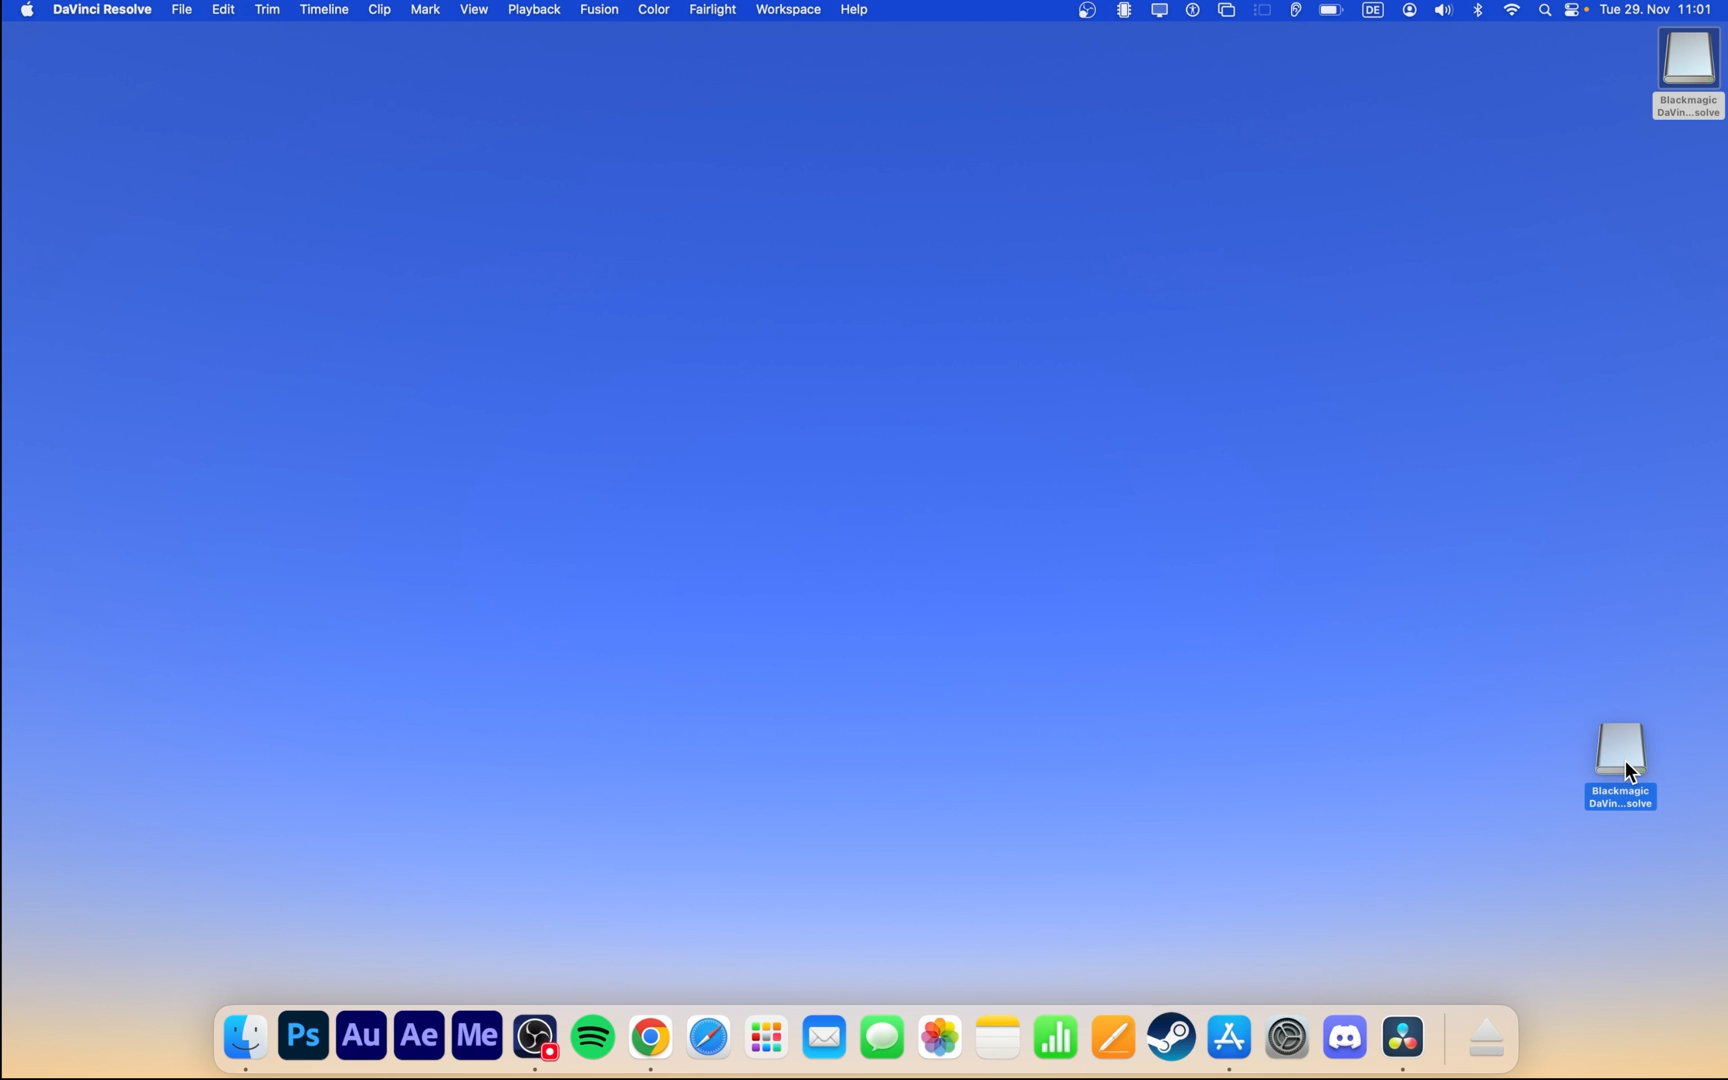 DaVinci Resolve File Edit Trim Timeline Clip Mark View Playback Fusion Color Fairlight Workspace Help DE Tue 29. Nov 11:01
Blackmagic
DaVin...solve
Blackmagic
DaVin...solve
Ps Au Ae Me